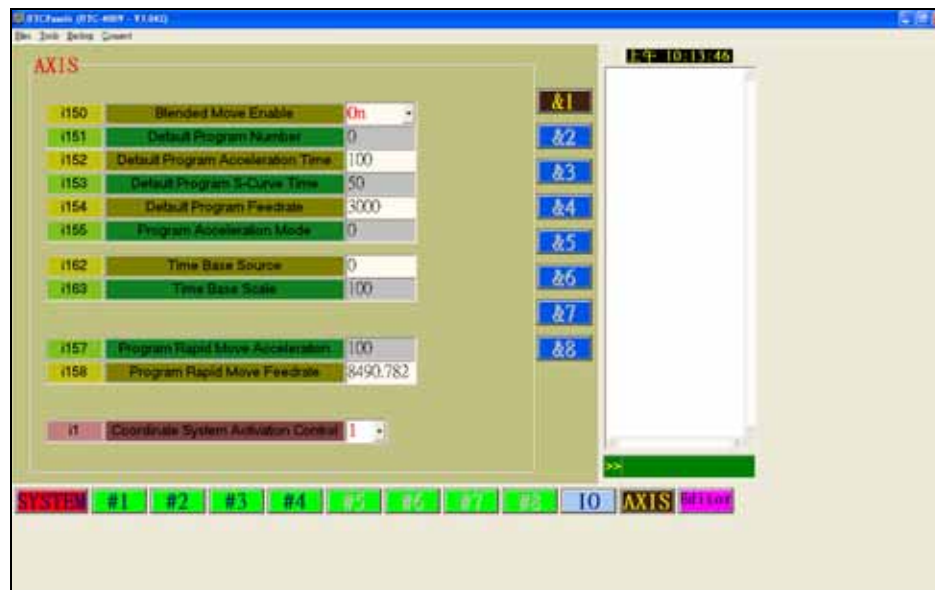 Tools
上午 10:13:46
AXIS
i150 Blended Move Enable On
i151 Default Program Number 0
i152 Default Program Acceleration Time 100
i153 Default Program S-Curve Time 50
i154 Default Program Feedrate 3000
i155 Program Acceleration Mode 0
i162 Time Base Source 0
i163 Time Base Scale 100
i157 Program Rapid Move Acceleration 100
i158 Program Rapid Move Feedrate 8490.782
i1 Coordinate System Activation Control 1
&1
&2
&3
&4
&5
&6
&7
&8
>>
SYSTEM #1 #2 #3 #4 #5 #6 #7 #8 IO AXIS Editor